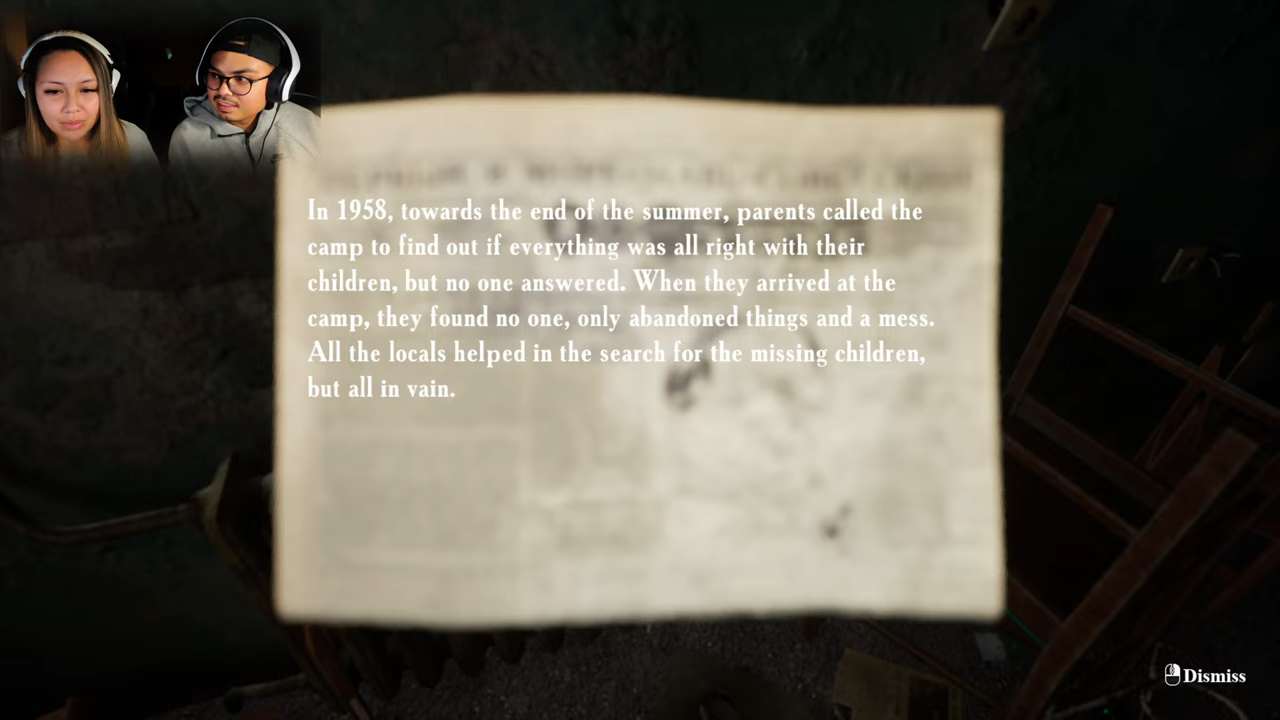 In 1958, towards the end of the summer, parents called the
camp to find out if everything was all right with their
children, but no one answered. When they arrived at the
camp, they found no one, only abandoned things and a mess.
All the locals helped in the search for the missing children,
but all in vain.
Dismiss